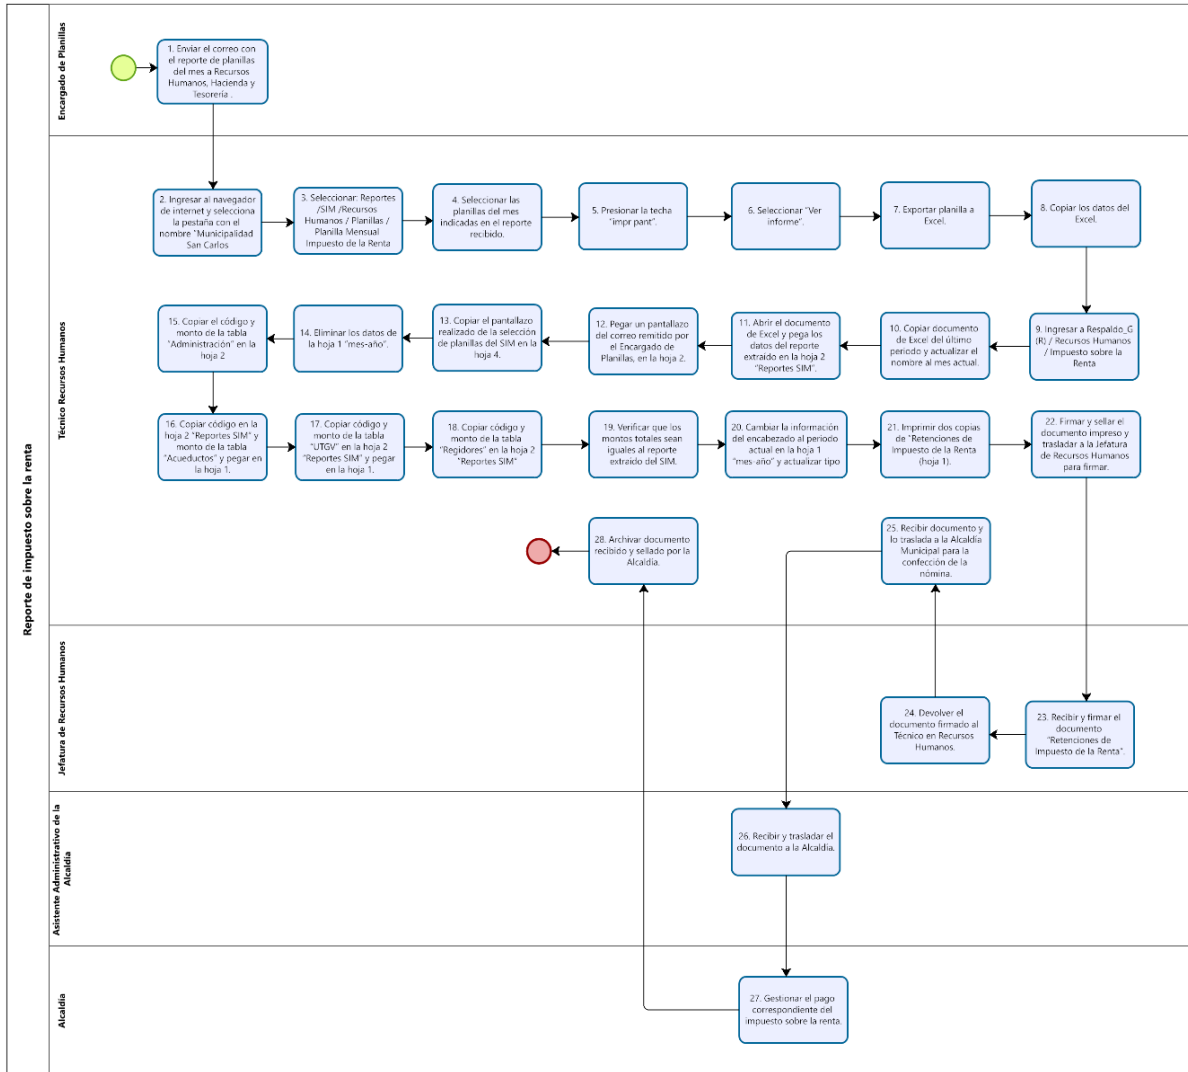 Reporte de impuesto sobre la renta
Encargado de Planillas
1. Enviar el correo con
el reporte de planillas
del mes a Recursos
Humanos, Hacienda y
Tesorería .
Técnico Recursos Humanos
2. Ingresar al navegador
de internet y selecciona
la pestaña con el
nombre "Municipalidad
San Carlos
3. Seleccionar: Reportes
/SIM /Recursos
Humanos / Planillas /
Planilla Mensual
Impuesto de la Renta
4. Seleccionar las
planillas del mes
indicadas en el reporte
recibido.
5. Presionar la techa
"impr pant".
6. Seleccionar "Ver
informe".
7. Exportar planilla a
Excel.
8. Copiar los datos del
Excel.
9. Ingresar a Respaldo_G
(R) / Recursos Humanos
/ Impuesto sobre la
Renta
10. Copiar documento
de Excel del último
periodo y actualizar el
nombre al mes actual.
11. Abrir el documento
de Excel y pega los
datos del reporte
extraido en la hoja 2
"Reportes SIM".
12. Pegar un pantallazo
del correo remitido por
el Encargado de
Planillas, en la hoja 2.
13. Copiar el pantallazo
realizado de la selección
de planillas del SIM en
la hoja 4.
14. Eliminar los datos de
la hoja 1 "mes-año".
15. Copiar el código y
monto de la tabla
"Administración" en la
hoja 2
16. Copiar código en la
hoja 2 "Reportes SIM" y
monto de la tabla
"Acueductos" y pegar en
la hoja 1.
17. Copiar código y
monto de la tabla
"UTGV" en la hoja 2
"Reportes SIM" y pegar
en la hoja 1.
18. Copiar código y
monto de la tabla
"Regidores" en la hoja 2
"Reportes SIM"
19. Verificar que los
montos totales sean
iguales al reporte
extraído del SIM.
20. Cambiar la información
del encabezado al periodo
actual en la hoja 1
"mes-año" y actualizar tipo
21. Imprimir dos copias
de "Retenciones de
Impuesto de la Renta
(hoja 1).
22. Firmar y sellar el
documento impreso y
trasladar a la Jefatura
de Recursos Humanos
para firmar.
25. Recibir documento y
lo traslada a la Alcaldía
Municipal para la
confección de la
nómina.
28. Archivar documento
recibido y sellado por la
Alcaldía.
Jefatura de Recursos Humanos
23. Recibir y firmar el
documento
"Retenciones de
Impuesto de la Renta".
24. Devolver el
documento firmado al
Técnico en Recursos
Humanos.
Asistente Administrativo de la
Alcaldía
26. Recibir y trasladar el
documento a la Alcaldía.
Alcaldía
27. Gestionar el pago
correspondiente del
impuesto sobre la renta.